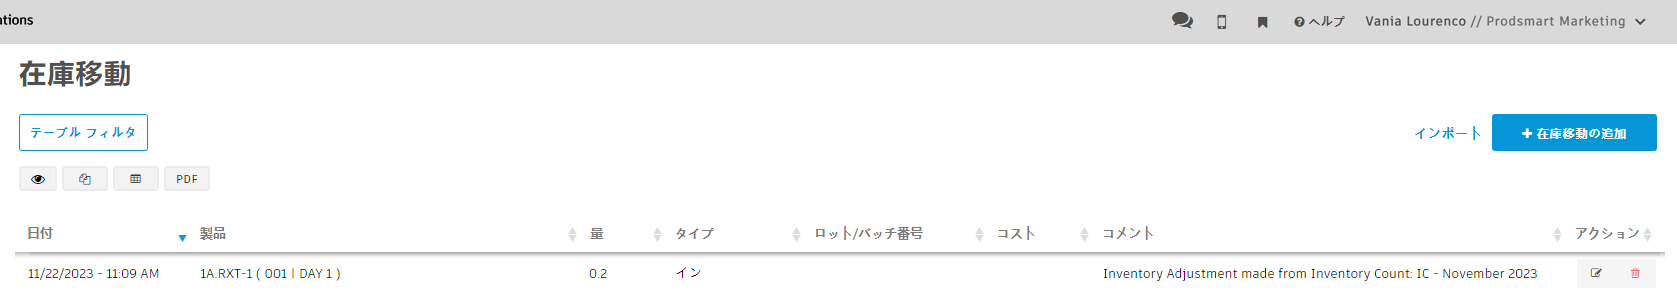 ations
ヘルプ Vania Lourenco // Prodsmart Marketing
在庫移動
テーブル フィルタ インポート + 在庫移動の追加
PDF
日付 製品 量 タイプ ロット/バッチ番号 コスト コメント アクション
11/22/2023 - 11:09 AM 1A.RXT-1 ( 001 | DAY 1 ) 0.2 イン Inventory Adjustment made from Inventory Count: IC - November 2023